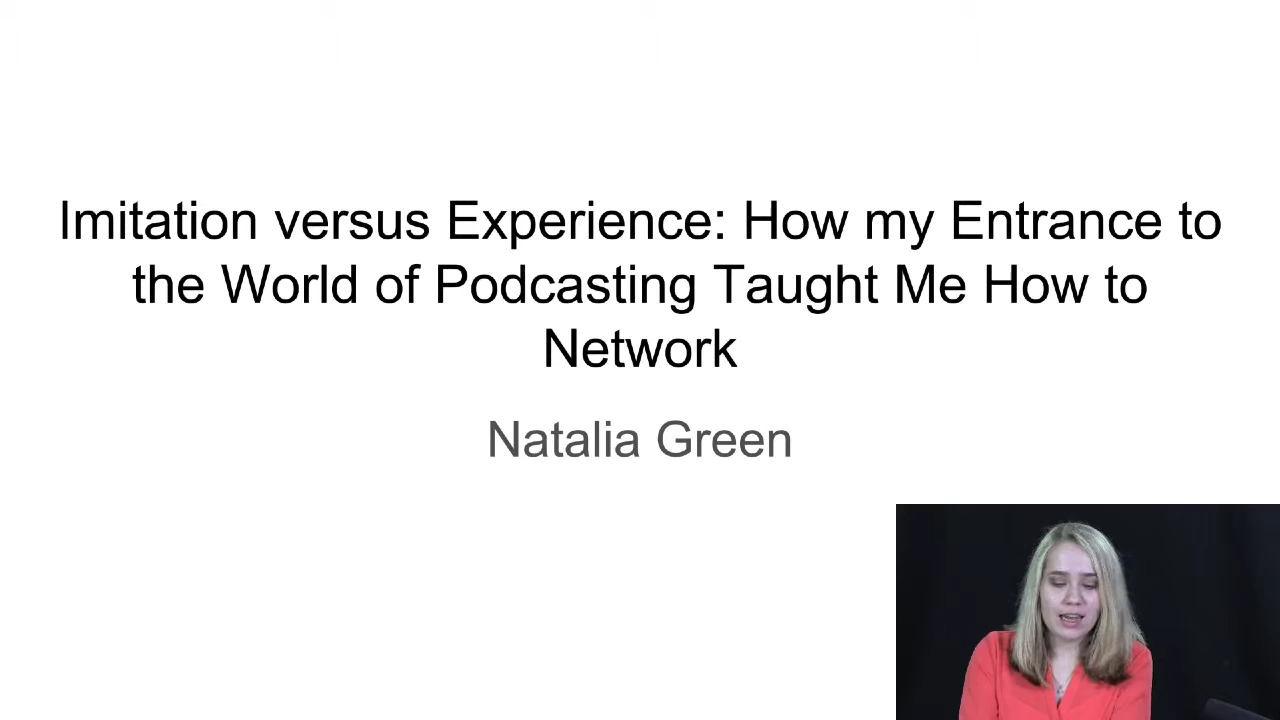 Imitation versus Experience: How my Entrance to
the World of Podcasting Taught Me How to
Network
Natalia Green